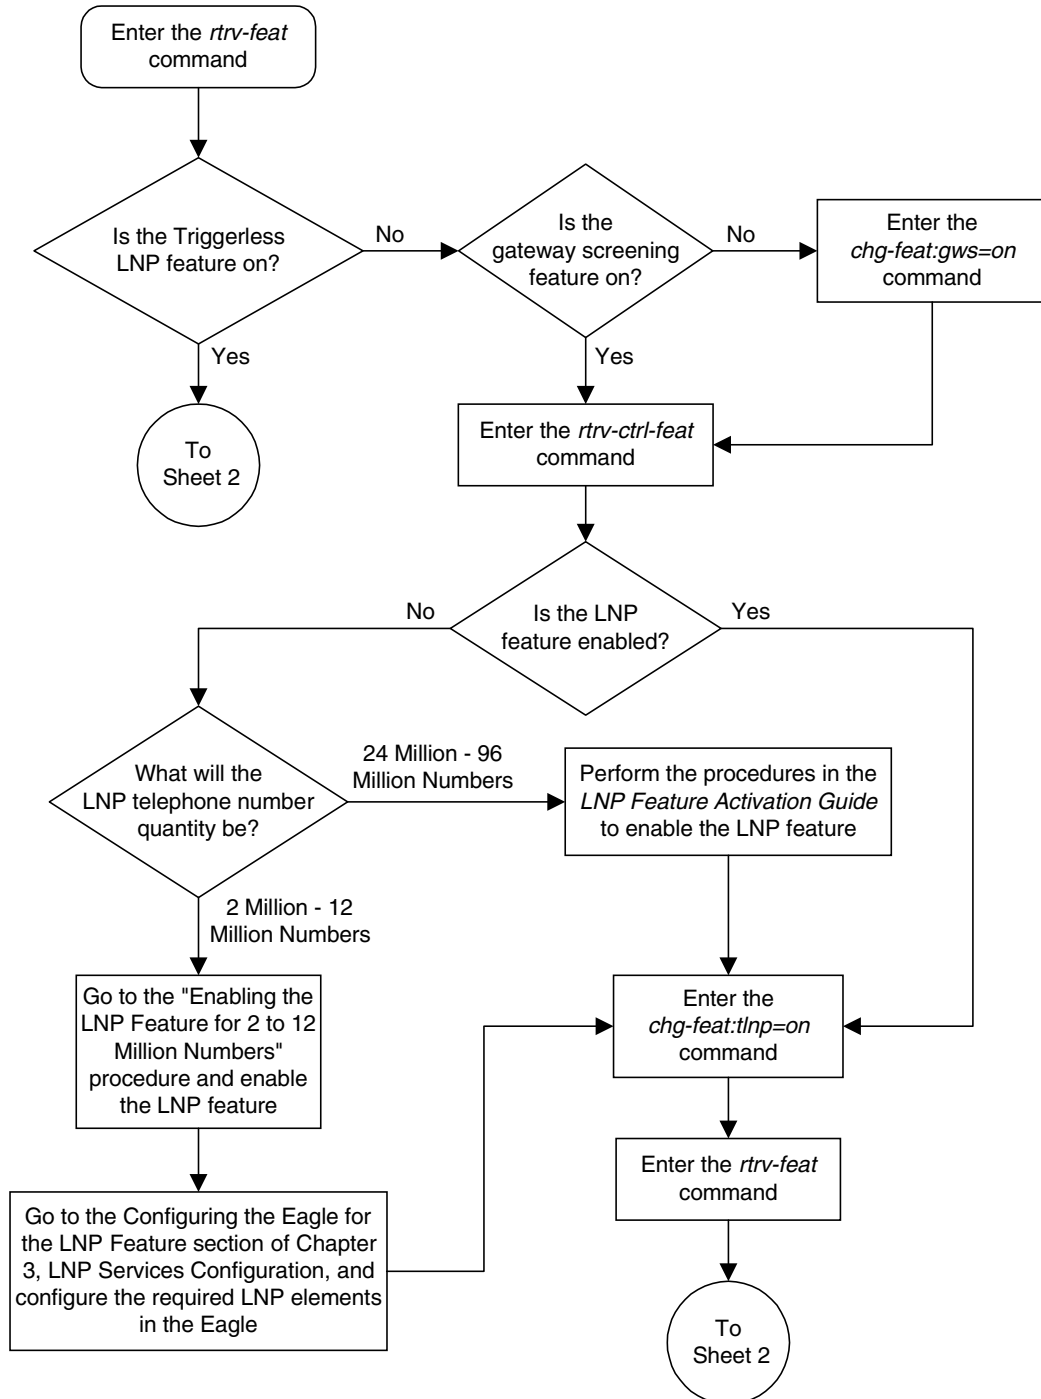 Enter the rtrv-feat
command
Is the Triggerless
LNP feature on?
No
Is the
gateway screening
feature on?
No
Enter the
chg-feat:gws=on
command
Yes
Yes
To
Sheet 2
Enter the rtrv-ctrl-feat
command
No
Is the LNP
feature enabled?
Yes
What will the
LNP telephone number
quantity be?
24 Million - 96
Million Numbers
Perform the procedures in the
LNP Feature Activation Guide
to enable the LNP feature
2 Million - 12
Million Numbers
Go to the "Enabling the
LNP Feature for 2 to 12
Million Numbers"
procedure and enable
the LNP feature
Enter the
chg-feat:tlnp=on
command
Enter the rtrv-feat
command
Go to the Configuring the Eagle for
the LNP Feature section of Chapter
3, LNP Services Configuration, and
configure the required LNP elements
in the Eagle
To
Sheet 2